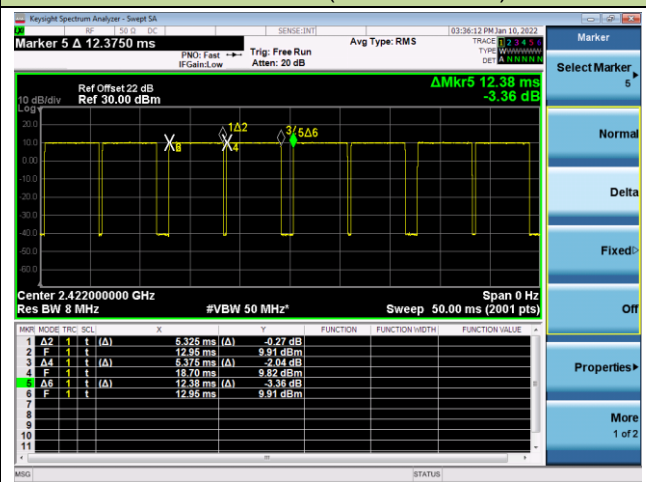 Keysight Spectrum Analyzer - Swept SA
RF 50 Ω DC SENSE:INT 03:36:12 PM Jan 10, 2022
Marker 5 Δ 12.3750 ms Avg Type: RMS TRACE 1 2 3 4 5 6
PNO: Fast Trig: Free Run TYPE WWWWWW
IFGain:Low Atten: 20 dB DET A N N N N N
Marker
Select Marker
5
Normal
Delta
Fixed
Off
Properties
More
1 of 2
ΔMkr5 12.38 ms
-3.36 dB
Ref Offset 22 dB
10 dB/div Ref 30.00 dBm
Log
20.0
10.0
0.00
-10.0
-20.0
-30.0
-40.0
-50.0
-60.0
1Δ2
3/5Δ6
4
Center 2.422000000 GHz Span 0 Hz
Res BW 8 MHz #VBW 50 MHz* Sweep 50.00 ms (2001 pts)
MKR MODE TRC SCL X Y FUNCTION FUNCTION WIDTH FUNCTION VALUE
1 Δ2 1 t (Δ) 5.325 ms (Δ) -0.27 dB
2 F 1 t 12.95 ms 9.91 dBm
3 Δ4 1 t (Δ) 5.375 ms (Δ) -2.04 dB
4 F 1 t 18.70 ms 9.82 dBm
5 Δ6 1 t (Δ) 12.38 ms (Δ) -3.36 dB
6 F 1 t 12.95 ms 9.91 dBm
7
8
9
10
11
MSG STATUS